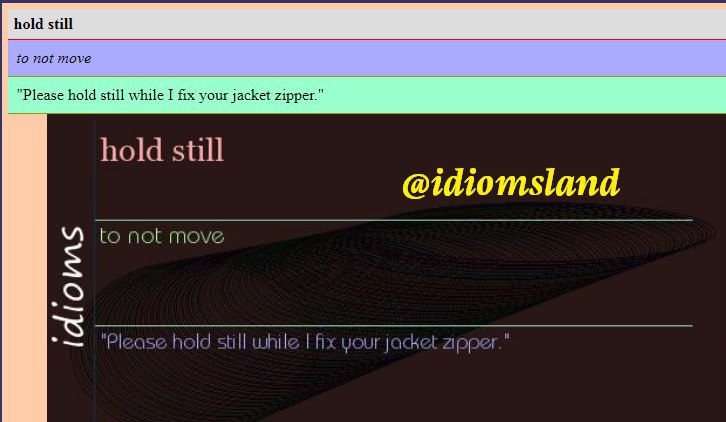 hold still
to not move
"Please hold still while I fix your jacket zipper."
hold still
@idiomsland
to not move
idioms
"Please hold still while I fix your jacket zipper."